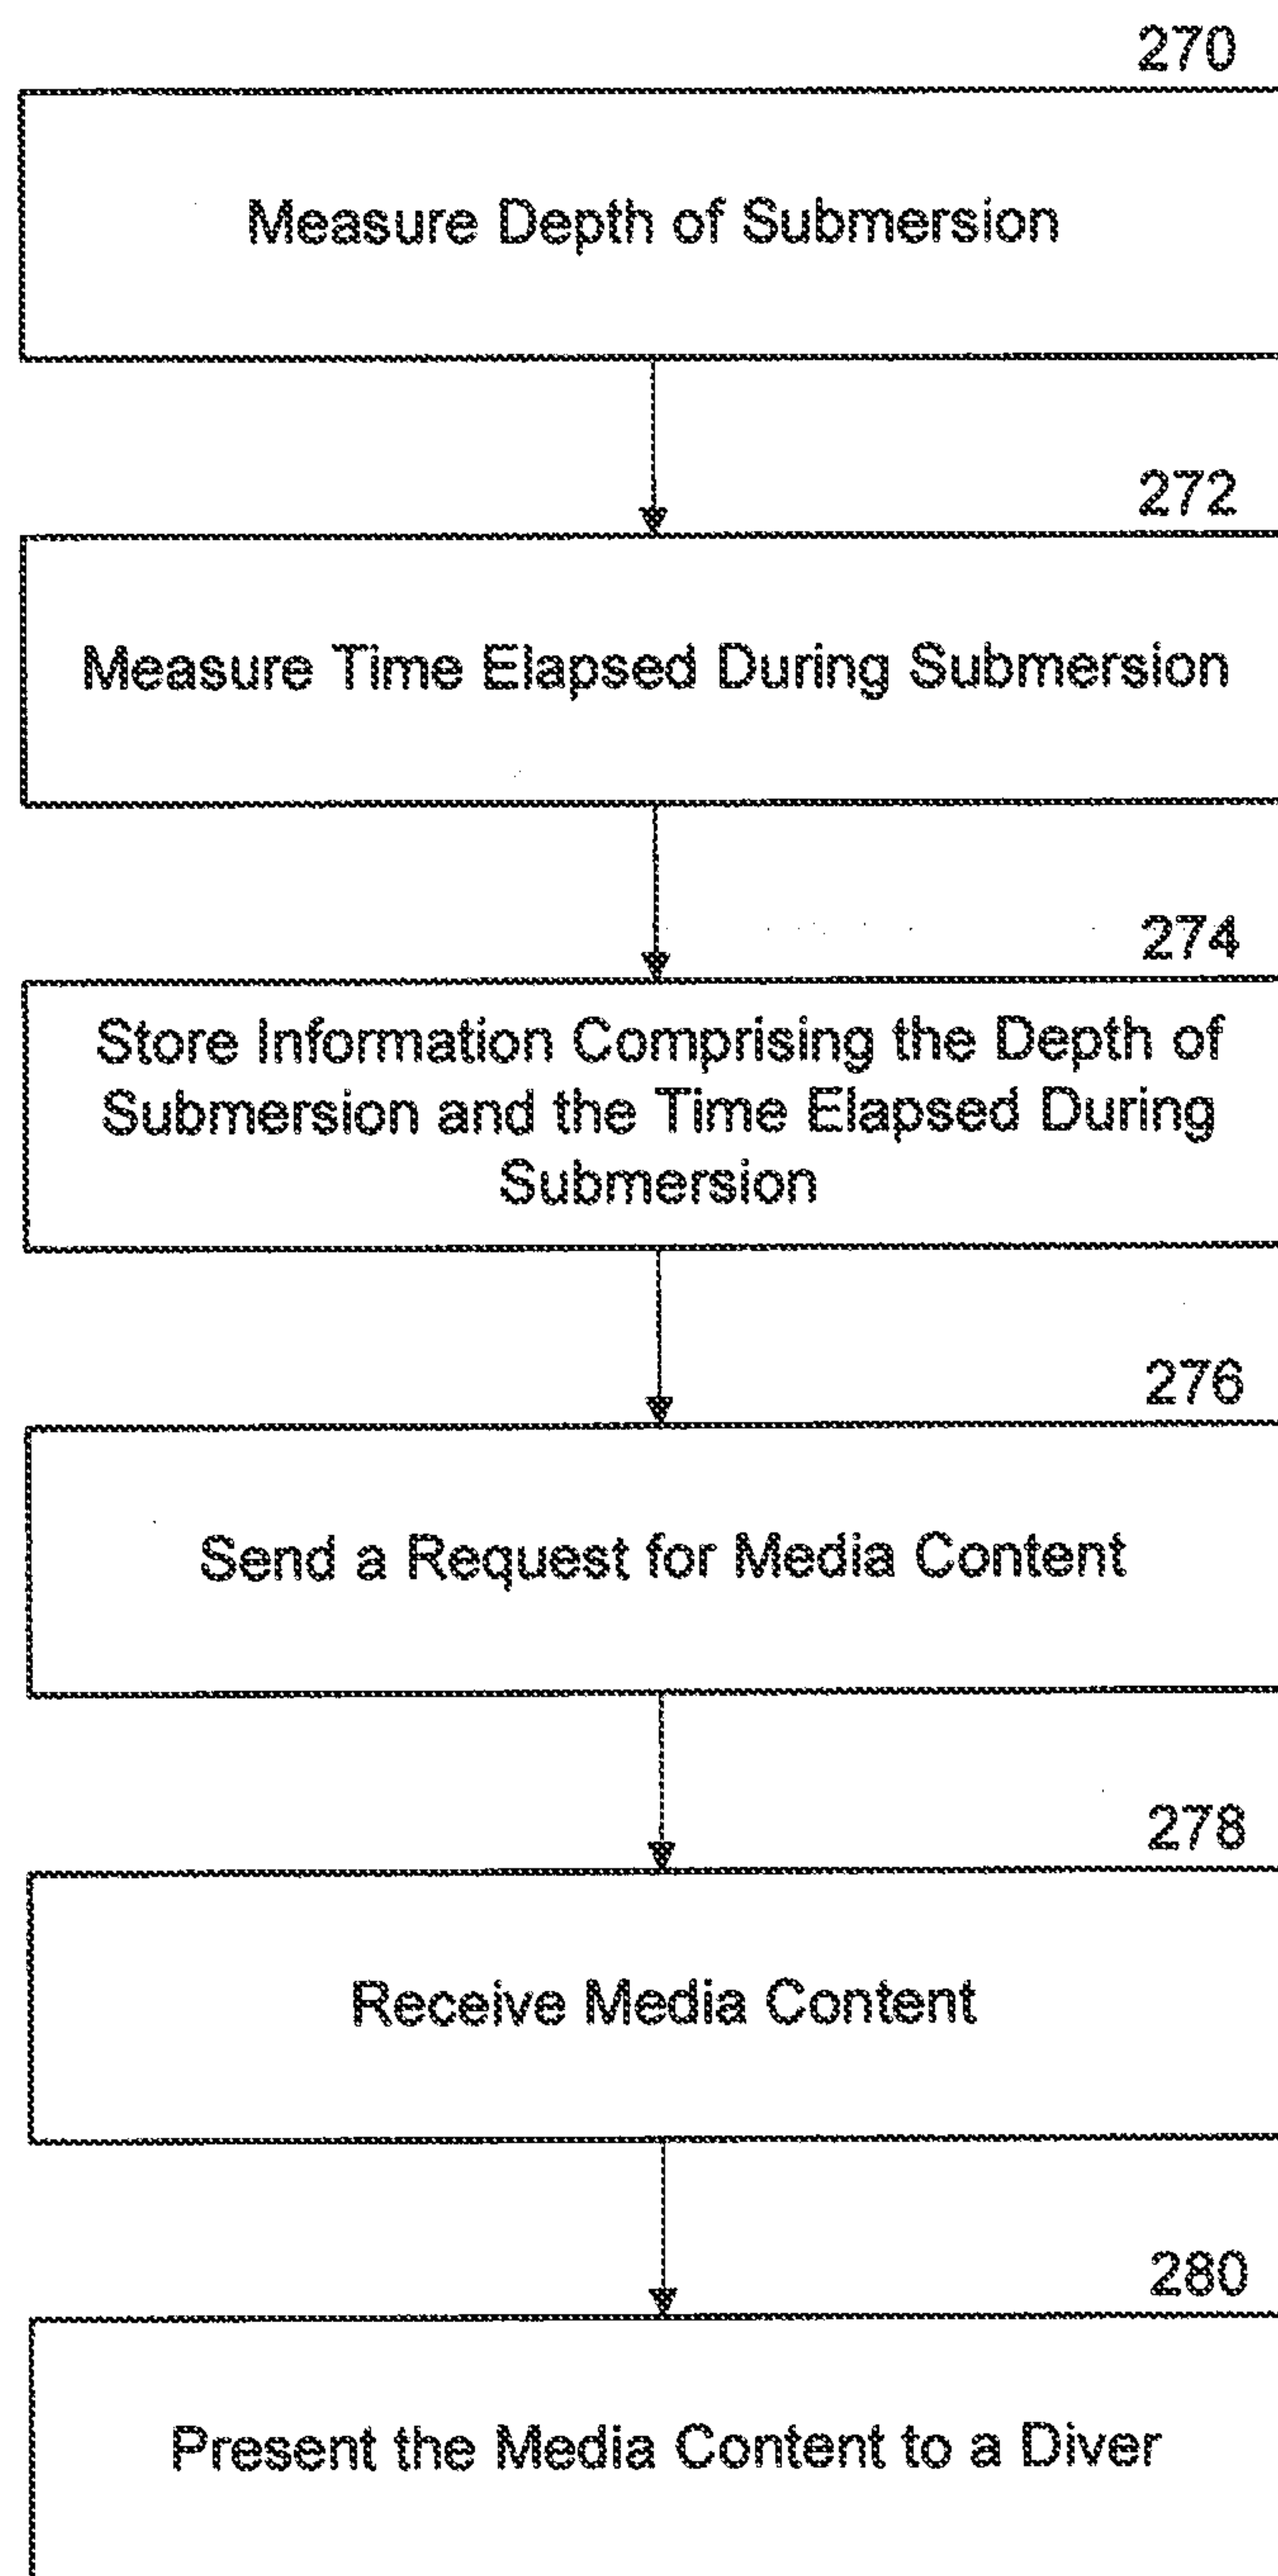 270
Measure Depth of Submersion
272
Measure Time Elapsed During Submersion
274
Store Information Comprising the Depth of
Submersion and the Time Elapsed During
Submersion
276
Send a Request for Media Content
278
Receive Media Content
280
Present the Media Content to a Diver